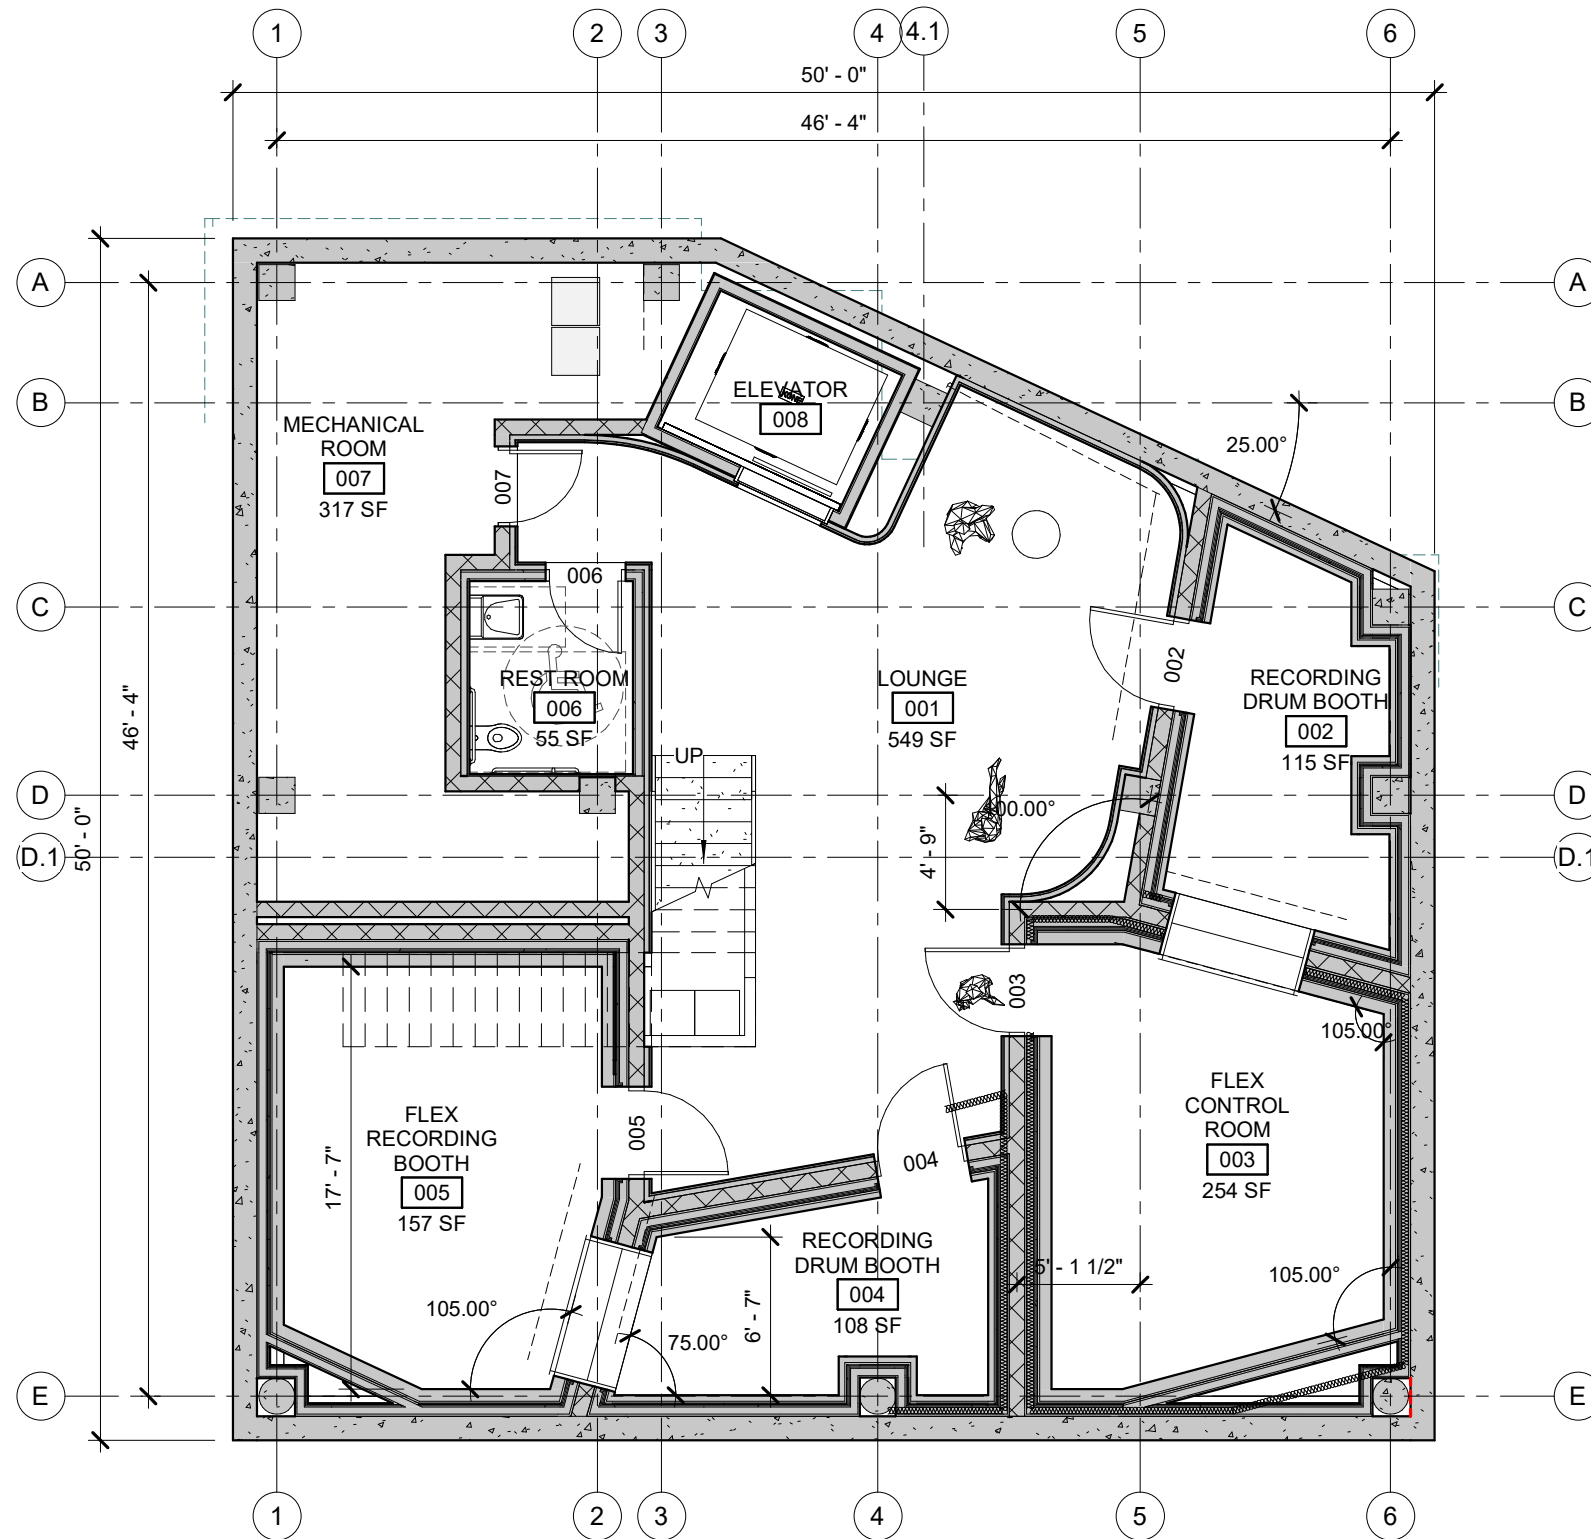 1
2
3
4
4.1
5
6
50' - 0"
46' - 4"
A
A
B
B
ELEVATOR
008
MECHANICAL
ROOM
007
317 SF
25.00°
007
006
C
C
REST ROOM
006
55 SF
LOUNGE
001
549 SF
002
RECORDING
DRUM BOOTH
002
115 SF
46' - 4"
UP
D
D
00.00°
50' - 0"
4' - 9"
D.1
D.1
003
105.00°
FLEX
CONTROL
ROOM
003
254 SF
FLEX
RECORDING
BOOTH
005
157 SF
17' - 7"
005
004
RECORDING
DRUM BOOTH
004
108 SF
5' - 1 1/2"
105.00°
105.00°
75.00°
6' - 7"
E
E
1
2
3
4
5
6